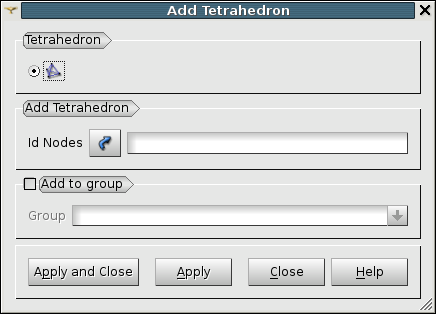 Add Tetrahedron
Tetrahedron
Add Tetrahedron
Id Nodes
Add to group
Group
Apply and Close Apply Close Help